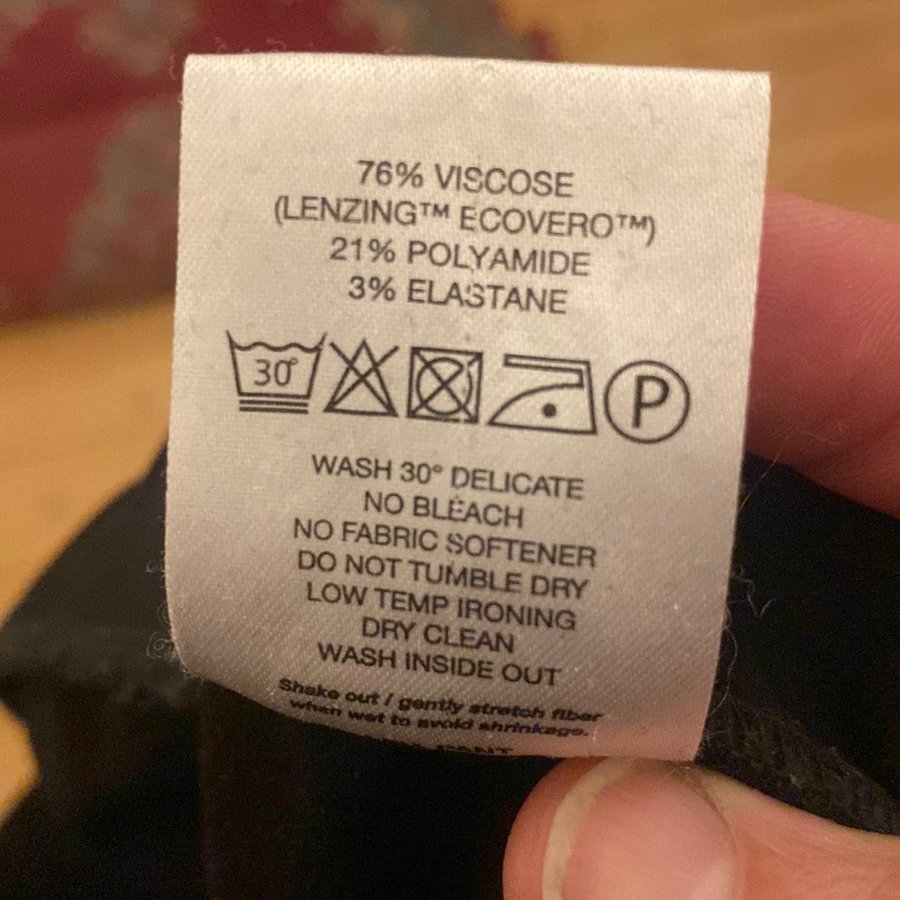 76% VISCOSE
(LENZING™ ECOVERO™)
21% POLYAMIDE
3% ELASTANE
30° P
WASH 30° DELICATE
NO BLEACH
NO FABRIC SOFTENER
DO NOT TUMBLE DRY
LOW TEMP IRONING
DRY CLEAN
WASH INSIDE OUT
Shake out / gently stretch fiber
when wet to avoid shrinkage.